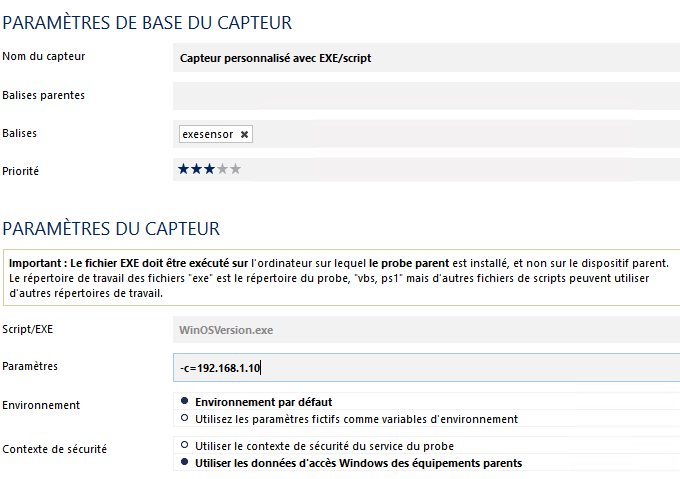 PARAMÈTRES DE BASE DU CAPTEUR
Nom du capteur
Capteur personnalisé avec EXE/script
Balises parentes
Balises
exesensor ✖
Priorité
★★★★★
PARAMÈTRES DU CAPTEUR
Important : Le fichier EXE doit être exécuté sur l'ordinateur sur lequel le probe parent est installé, et non sur le dispositif parent.
Le répertoire de travail des fichiers "exe" est le répertoire du probe, "vbs, ps1" mais d'autres fichiers de scripts peuvent utiliser
d'autres répertoires de travail.
Script/EXE
WinOSVersion.exe
Paramètres
-c=192.168.1.10
Environnement
Environnement par défaut
Utilisez les paramètres fictifs comme variables d'environnement
Contexte de sécurité
Utiliser le contexte de sécurité du service du probe
Utiliser les données d'accès Windows des équipements parents